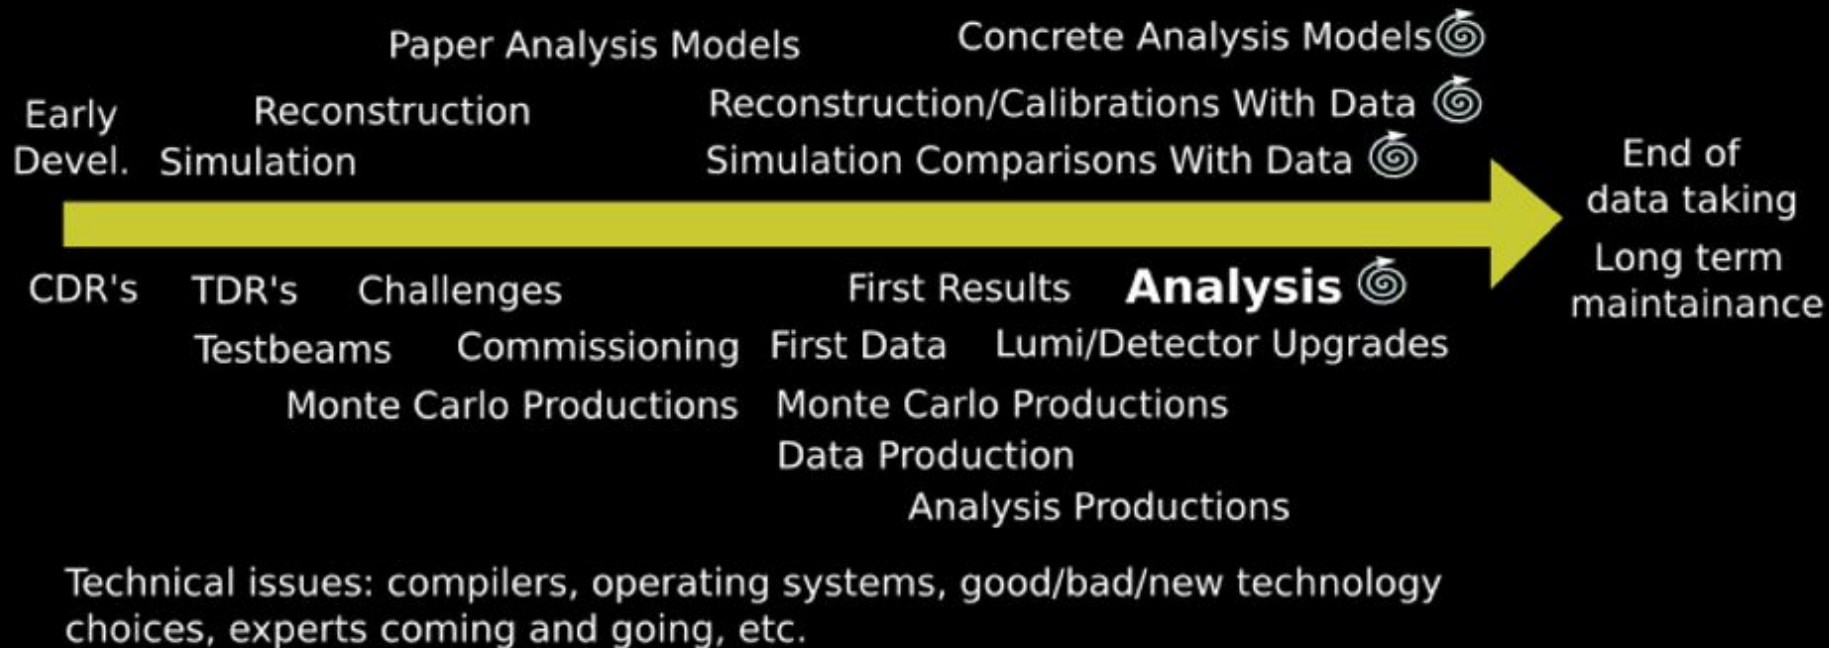 Paper Analysis Models
Concrete Analysis Models
Early
Devel.
Reconstruction
Reconstruction/Calibrations With Data
Simulation
Simulation Comparisons With Data
End of
data taking
Long term
maintainance
CDR's
TDR's
Challenges
First Results
Analysis
Testbeams
Commissioning
First Data
Lumi/Detector Upgrades
Monte Carlo Productions
Monte Carlo Productions
Data Production
Analysis Productions
Technical issues: compilers, operating systems, good/bad/new technology
choices, experts coming and going, etc.